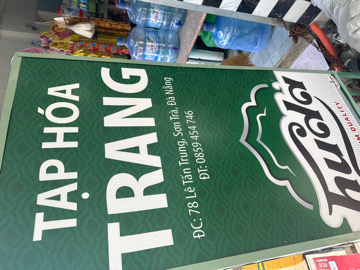 TẠP HÓA
TRANG
ĐC: 78 Lê Tấn Trung, Sơn Trà, Đà Nẵng
ĐT: 0859 454 746
huda